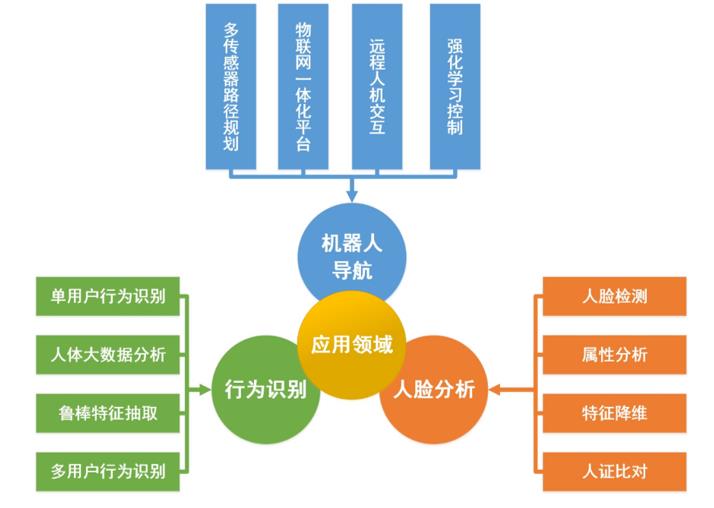 多传感器路径规划
物联网一体化平台
远程人机交互
强化学习控制
机器人
导航
应用领域
行为识别
人脸分析
单用户行为识别
人体大数据分析
鲁棒特征抽取
多用户行为识别
人脸检测
属性分析
特征降维
人证比对